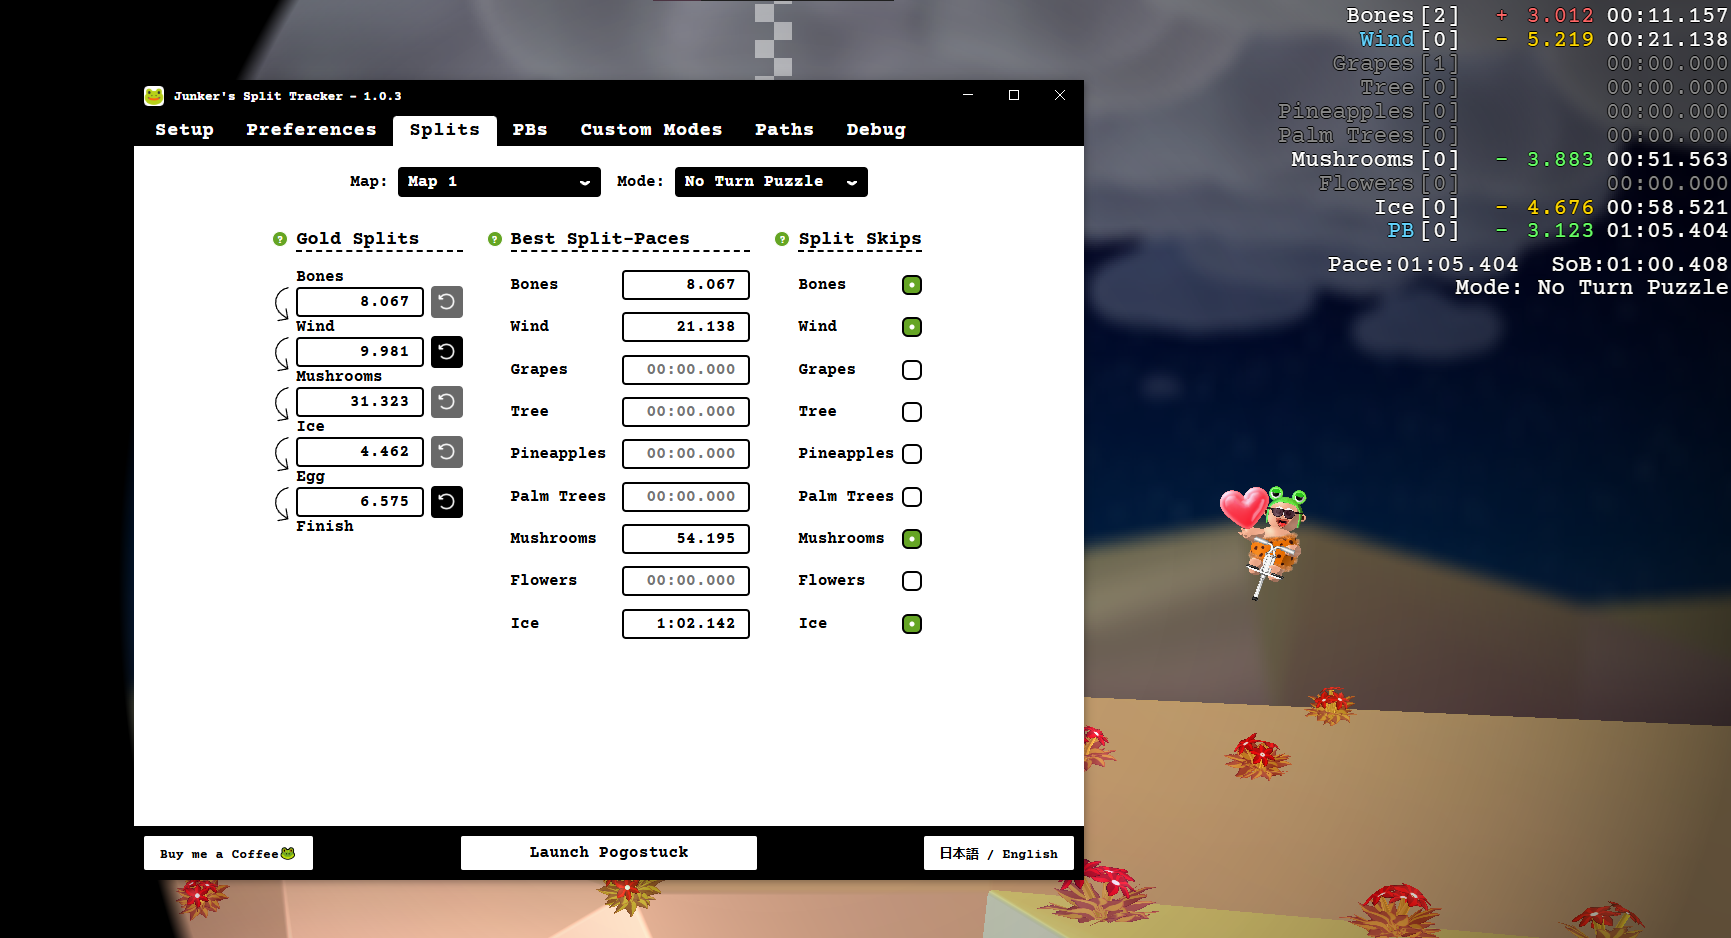 Junker's Split Tracker - 1.0.3
Setup Preferences Splits PBs Custom Modes Paths Debug
Map: Map 1 Mode: No Turn Puzzle
? Gold Splits
Bones
8.067
Wind
9.981
Mushrooms
31.323
Ice
4.462
Egg
6.575
Finish
? Best Split-Paces
Bones 8.067
Wind 21.138
Grapes 00:00.000
Tree 00:00.000
Pineapples 00:00.000
Palm Trees 00:00.000
Mushrooms 54.195
Flowers 00:00.000
Ice 1:02.142
? Split Skips
Bones
Wind
Grapes
Tree
Pineapples
Palm Trees
Mushrooms
Flowers
Ice
Buy me a Coffee
Launch Pogostuck
日本語 / English
Bones[2] + 3.012 00:11.157
Wind[0] - 5.219 00:21.138
Grapes[1] 00:00.000
Tree[0] 00:00.000
Pineapples[0] 00:00.000
Palm Trees[0] 00:00.000
Mushrooms[0] - 3.883 00:51.563
Flowers[0] 00:00.000
Ice[0] - 4.676 00:58.521
PB[0] - 3.123 01:05.404
Pace:01:05.404 SoB:01:00.408
Mode: No Turn Puzzle